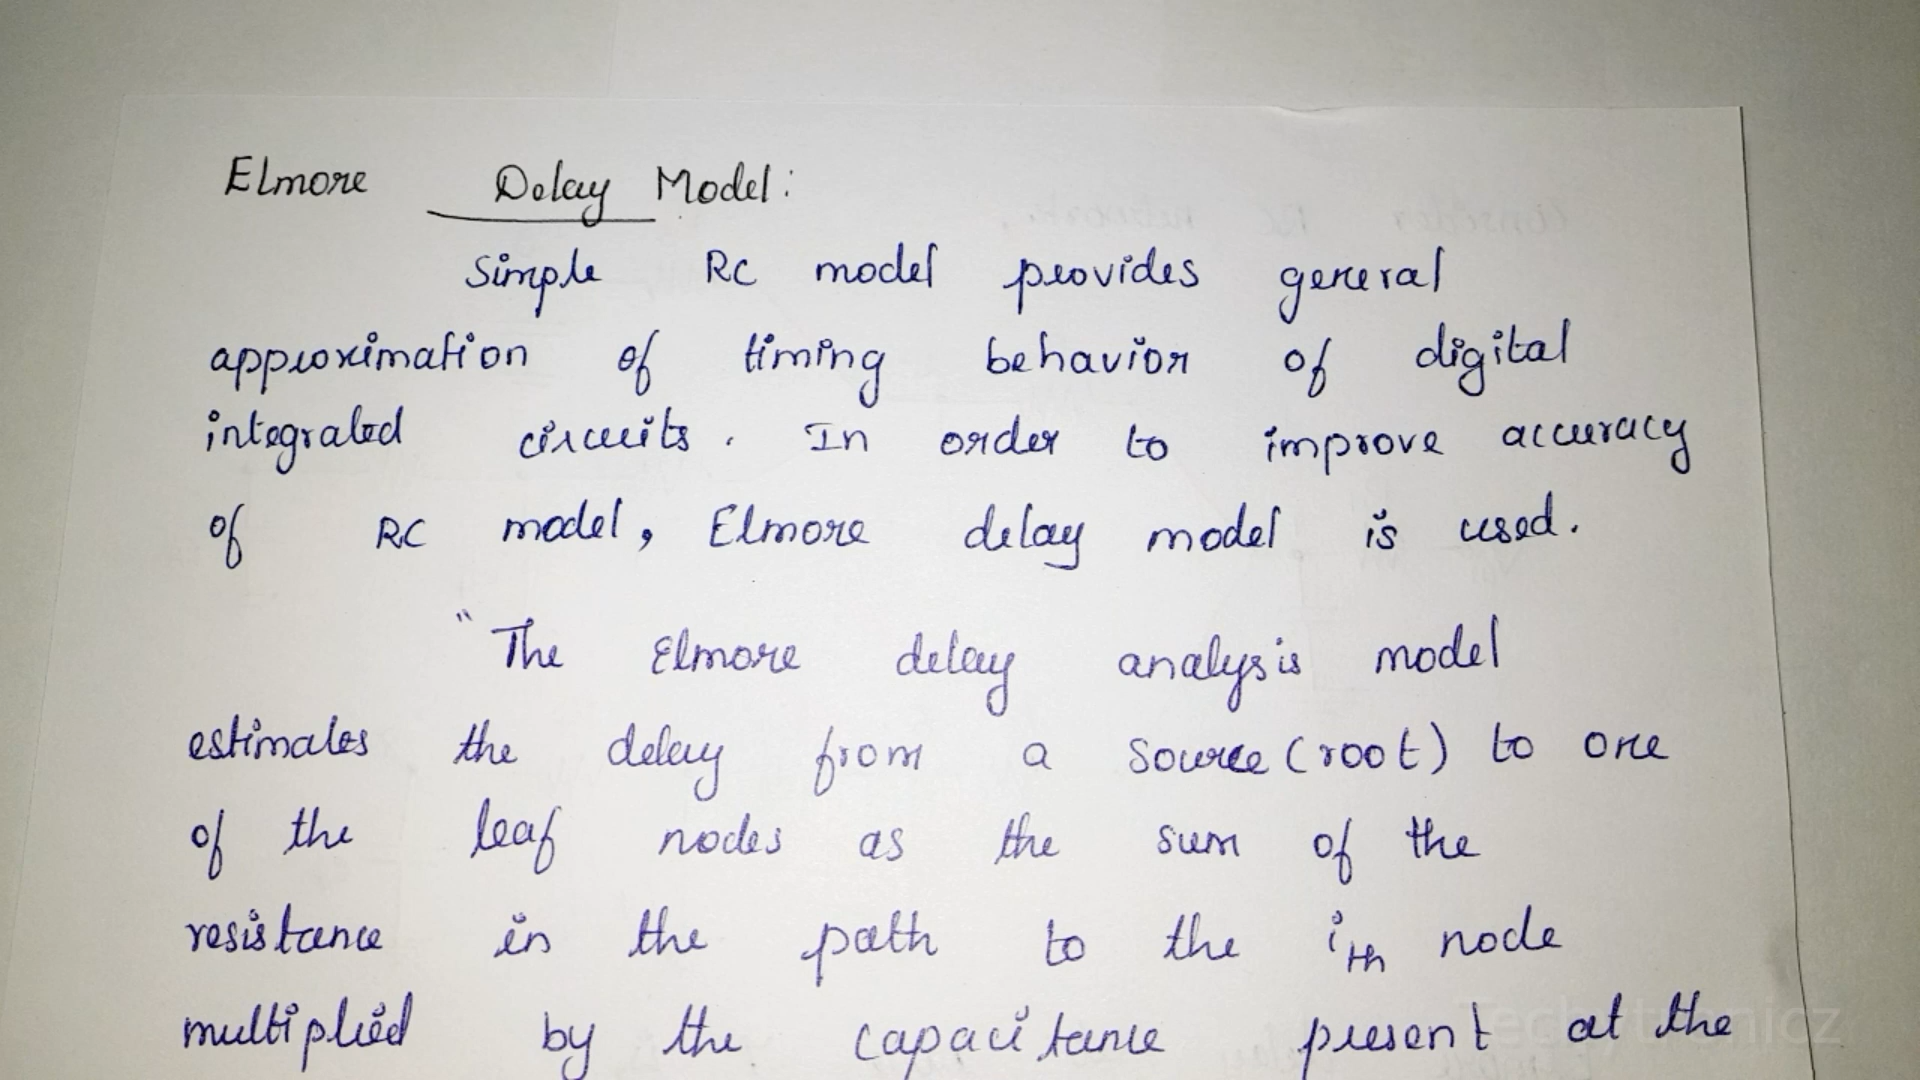 Elmore Delay Model:
Simple RC model provides general
approximation of timing behavior of digital
integrated circuits. In order to improve accuracy
of RC model, Elmore delay model is used.
"The Elmore delay analysis model
estimates the delay from a source (root) to one
of the leaf nodes as the sum of the
resistance in the path to the ith node
multiplied by the capacitance present at the